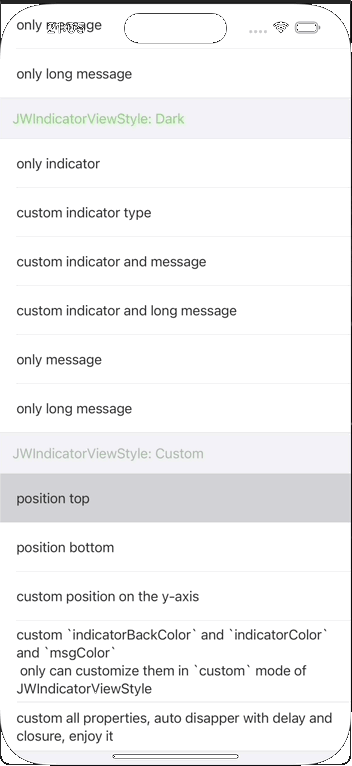 only message
only long message
JWIndicatorViewStyle: Dark
only indicator
custom indicator type
custom indicator and message
custom indicator and long message
only message
only long message
JWIndicatorViewStyle: Custom
position top
position bottom
custom position on the y-axis
custom `indicatorBackColor` and `indicatorColor`
and `msgColor`
only can customize them in `custom` mode of
JWIndicatorViewStyle
custom all properties, auto disapper with delay and
closure, enjoy it